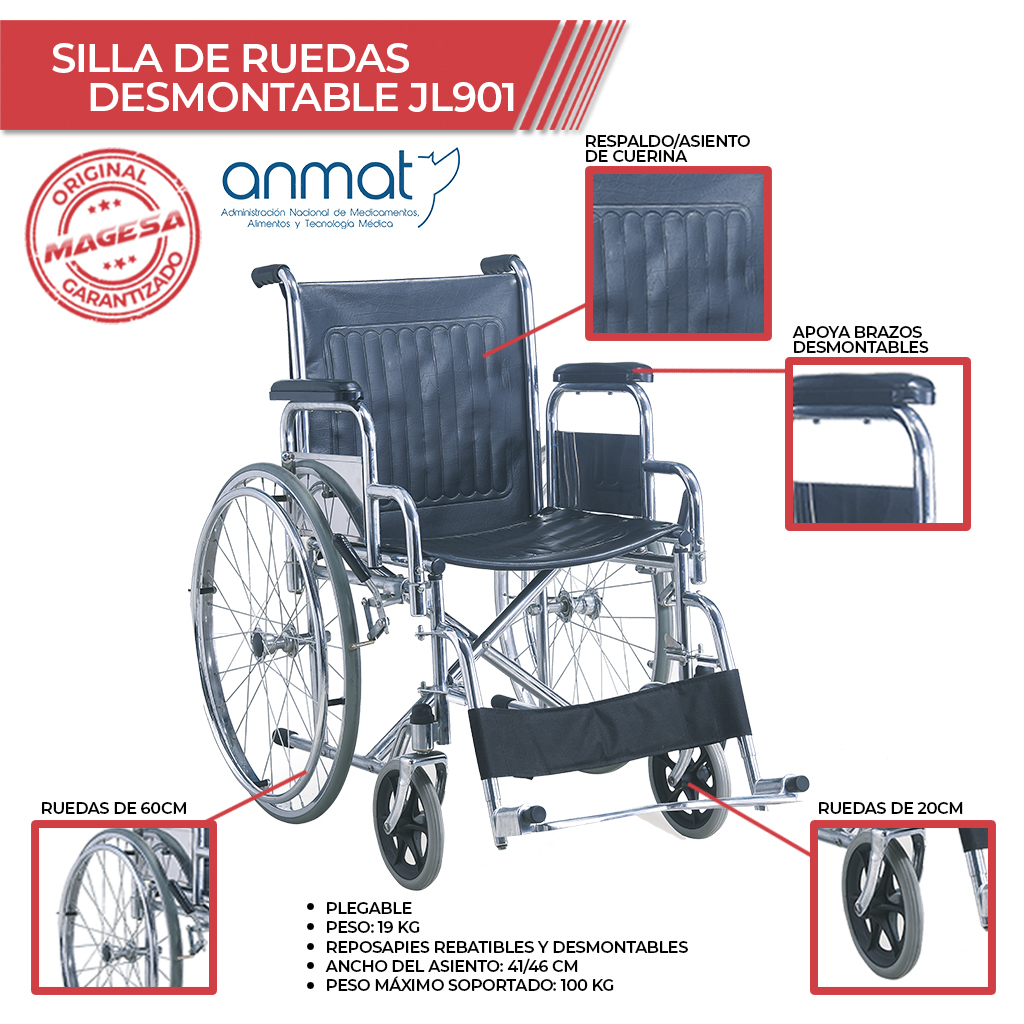 SILLA DE RUEDAS
DESMONTABLE JL901
ORIGINAL
MAGESA
GARANTIZADO
anmat
Administración Nacional de Medicamentos,
Alimentos y Tecnología Médica
RESPALDO/ASIENTO
DE CUERINA
APOYA BRAZOS
DESMONTABLES
RUEDAS DE 60CM
RUEDAS DE 20CM
• PLEGABLE
• PESO: 19 KG
• REPOSAPIES REBATIBLES Y DESMONTABLES
• ANCHO DEL ASIENTO: 41/46 CM
• PESO MÁXIMO SOPORTADO: 100 KG